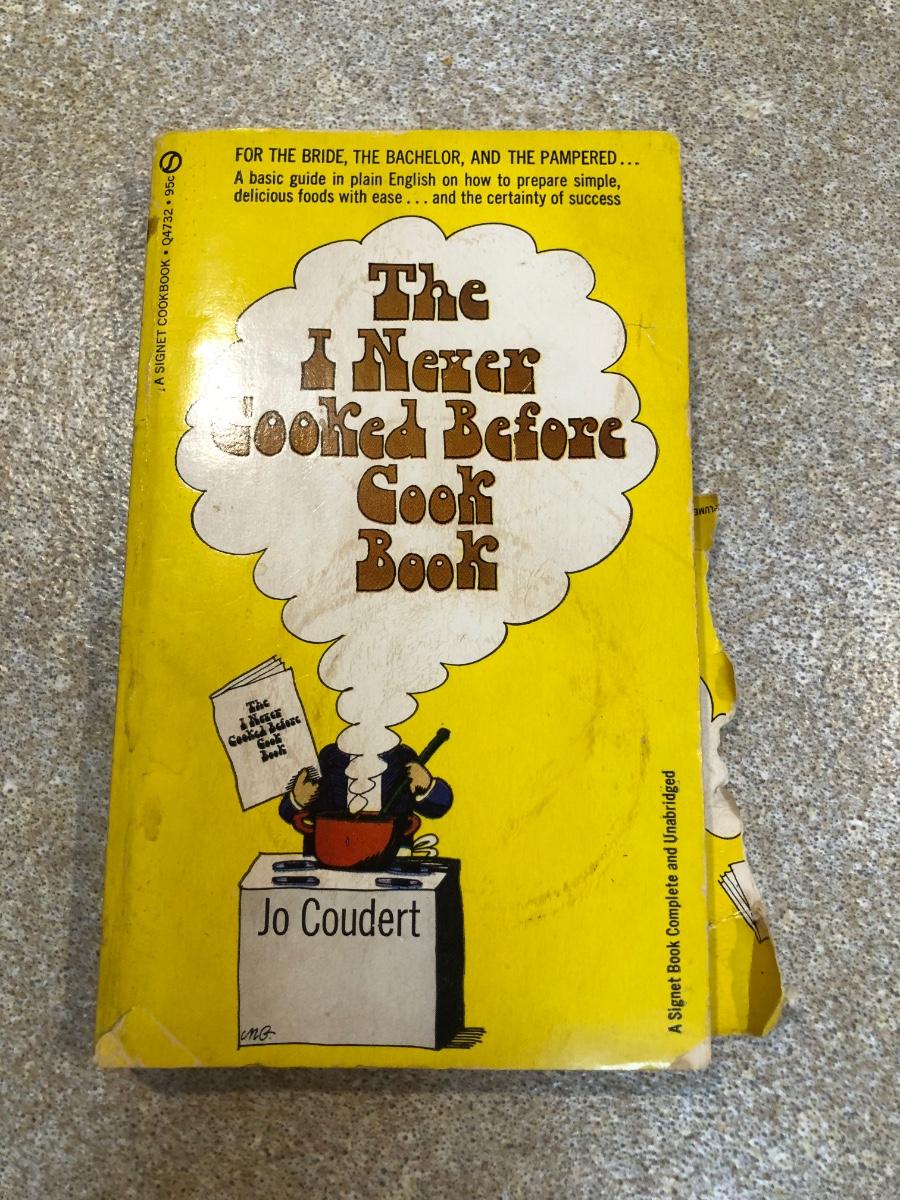 FOR THE BRIDE, THE BACHELOR, AND THE PAMPERED...
A basic guide in plain English on how to prepare simple,
delicious foods with ease... and the certainty of success
A SIGNET COOKBOOK • Q4732 • 95c
The
I Never
Cooked Before
Cook
Book
The
I Never
Cooked Before
Cook
Book
Jo Coudert
A Signet Book Complete and Unabridged